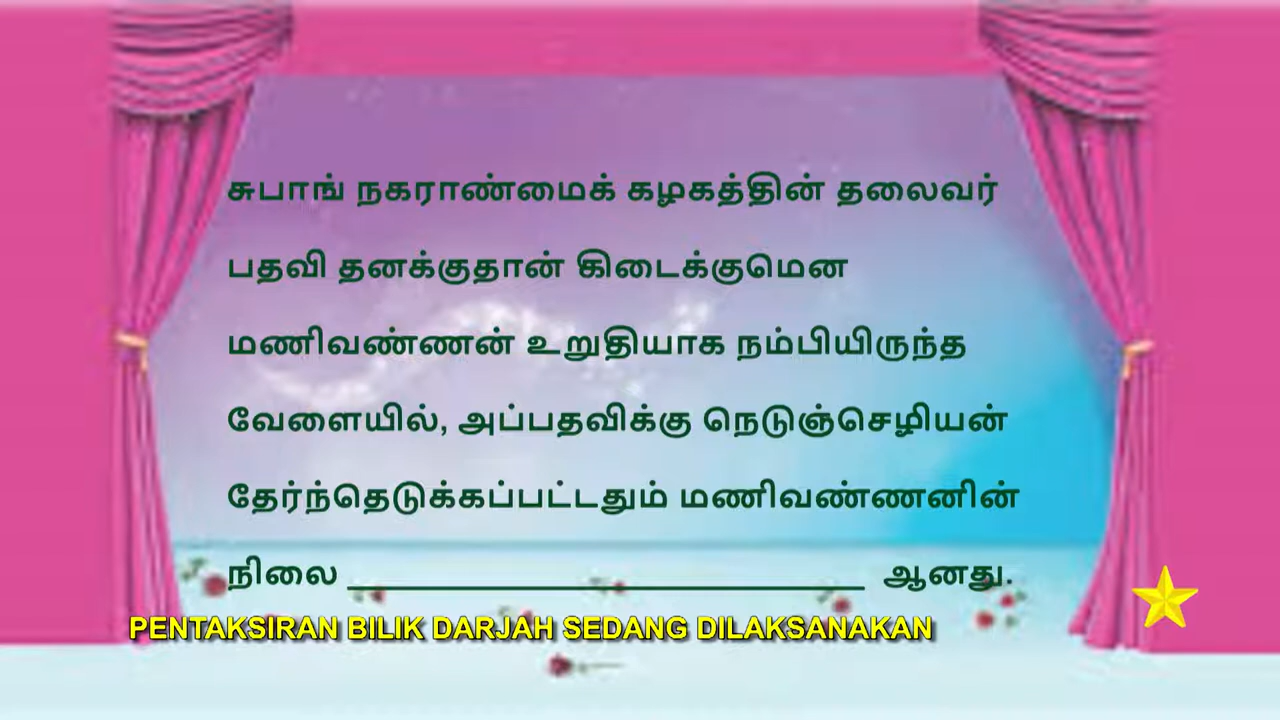 சுபாங் நகராண்மைக் கழகத்தின் தலைவர்
பதவி தனக்குதான் கிடைக்குமென
மணிவண்ணன் உறுதியாக நம்பியிருந்த
வேளையில், அப்பதவிக்கு நெடுஞ்செழியன்
தேர்ந்தெடுக்கப்பட்டதும் மணிவண்ணனின்
நிலை ______________________________ ஆனது.
PENTAKSIRAN BILIK DARJAH SEDANG DILAKSANAKAN